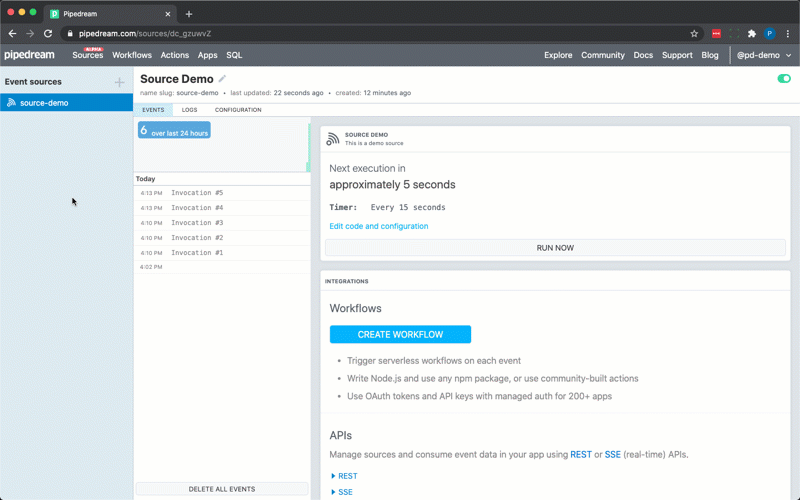 Pipedream
pipedream.com/sources/dc_gzuwvZ
P
pipedream
ALPHA
Sources Workflows Actions Apps SQL
Explore Community Docs Support Blog @pd-demo
Event sources
source-demo
Source Demo
name slug: source-demo • last updated: 22 seconds ago • created: 12 minutes ago
EVENTS LOGS CONFIGURATION
6 over last 24 hours
Today
4:13 PM Invocation #5
4:13 PM Invocation #4
4:10 PM Invocation #3
4:10 PM Invocation #2
4:10 PM Invocation #1
4:02 PM
DELETE ALL EVENTS
SOURCE DEMO
This is a demo source
Next execution in
approximately 5 seconds
Timer: Every 15 seconds
Edit code and configuration
RUN NOW
INTEGRATIONS
Workflows
CREATE WORKFLOW
• Trigger serverless workflows on each event
• Write Node.js and use any npm package, or use community-built actions
• Use OAuth tokens and API keys with managed auth for 200+ apps
APIs
Manage sources and consume event data in your app using REST or SSE (real-time) APIs.
REST
SSE